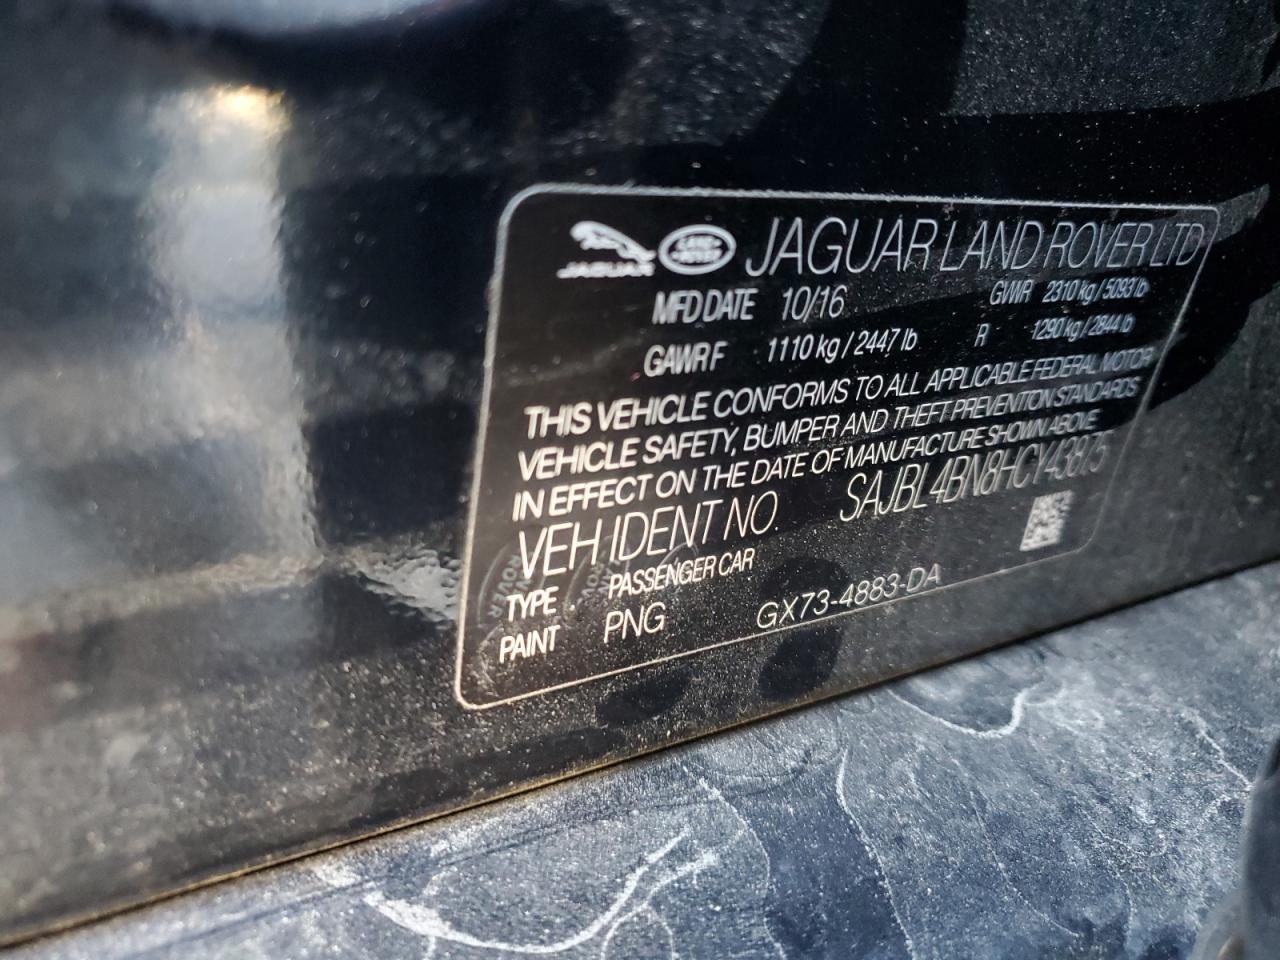 JAGUAR LAND ROVER JAGUAR LAND ROVER LTD
MFD DATE 10/16 GVWR 2310 kg / 5093 lb
GAWR F 1110 kg / 2447 lb R 1290 kg / 2844 lb
THIS VEHICLE CONFORMS TO ALL APPLICABLE FEDERAL MOTOR
VEHICLE SAFETY, BUMPER AND THEFT PREVENTION STANDARDS
IN EFFECT ON THE DATE OF MANUFACTURE SHOWN ABOVE
VEH IDENT NO. SAJBL4BN8HCY43875
TYPE PASSENGER CAR
PAINT PNG GX73-4883-DA